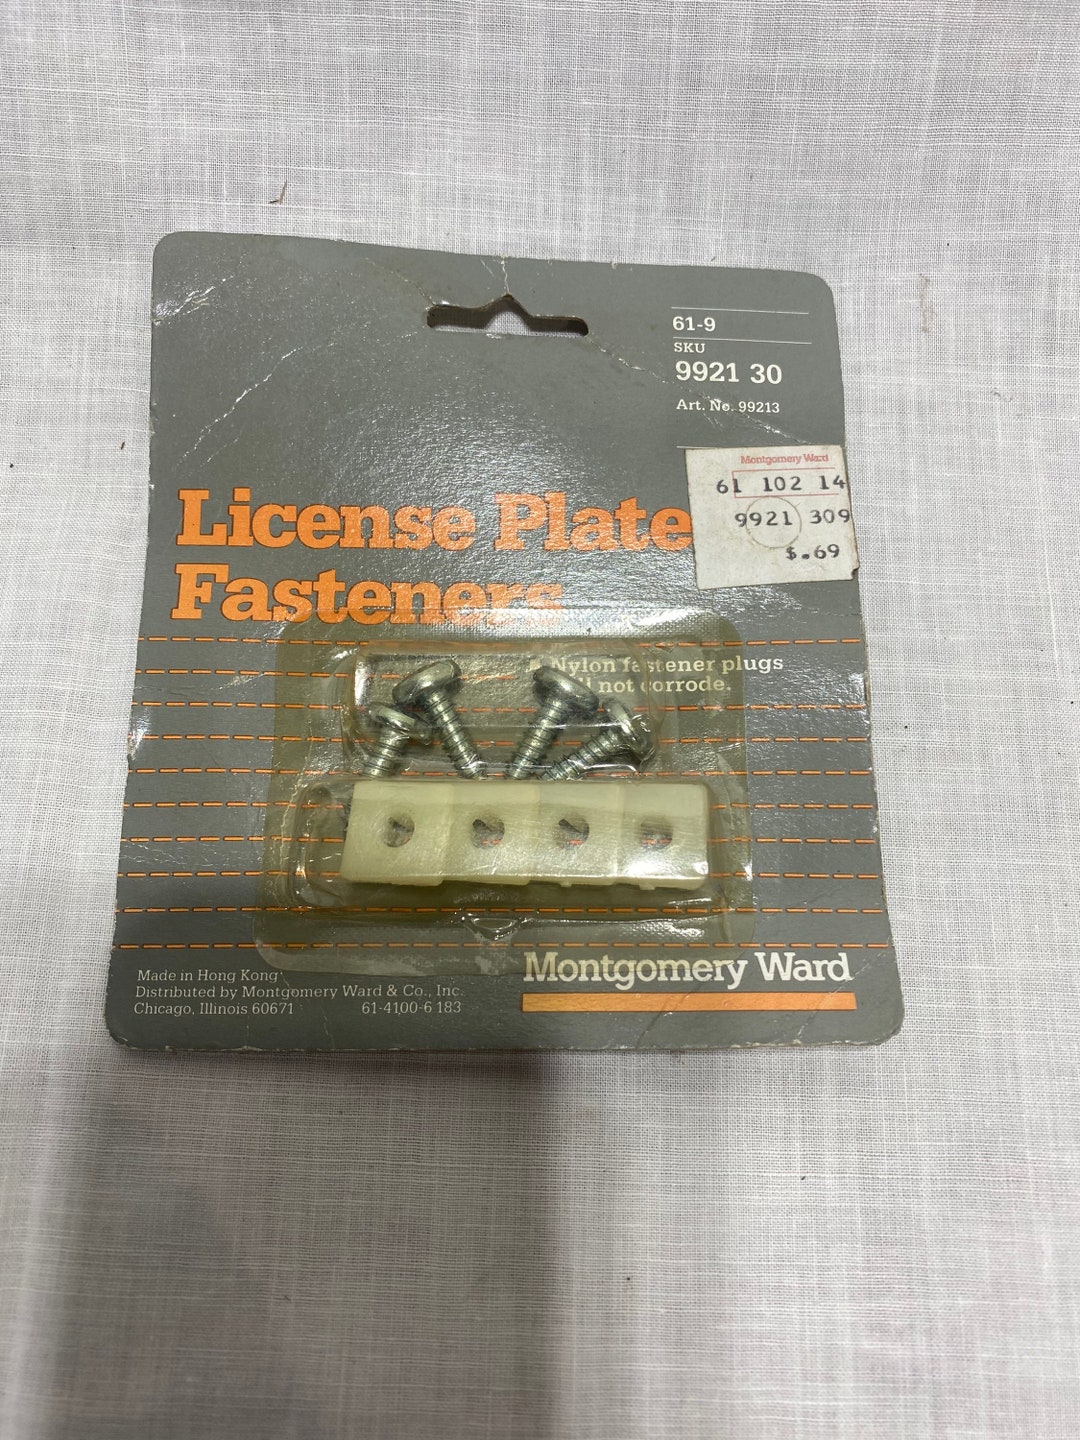 61-9
SKU
9921 30
Art. No. 99213
Montgomery Ward
61 102 14
9921 309
$.69
License Plate
Fasteners
Nylon fastener plugs
not corrode.
Made in Hong Kong
Distributed by Montgomery Ward & Co., Inc.
Chicago, Illinois 60671 61-4100-6 183
Montgomery Ward